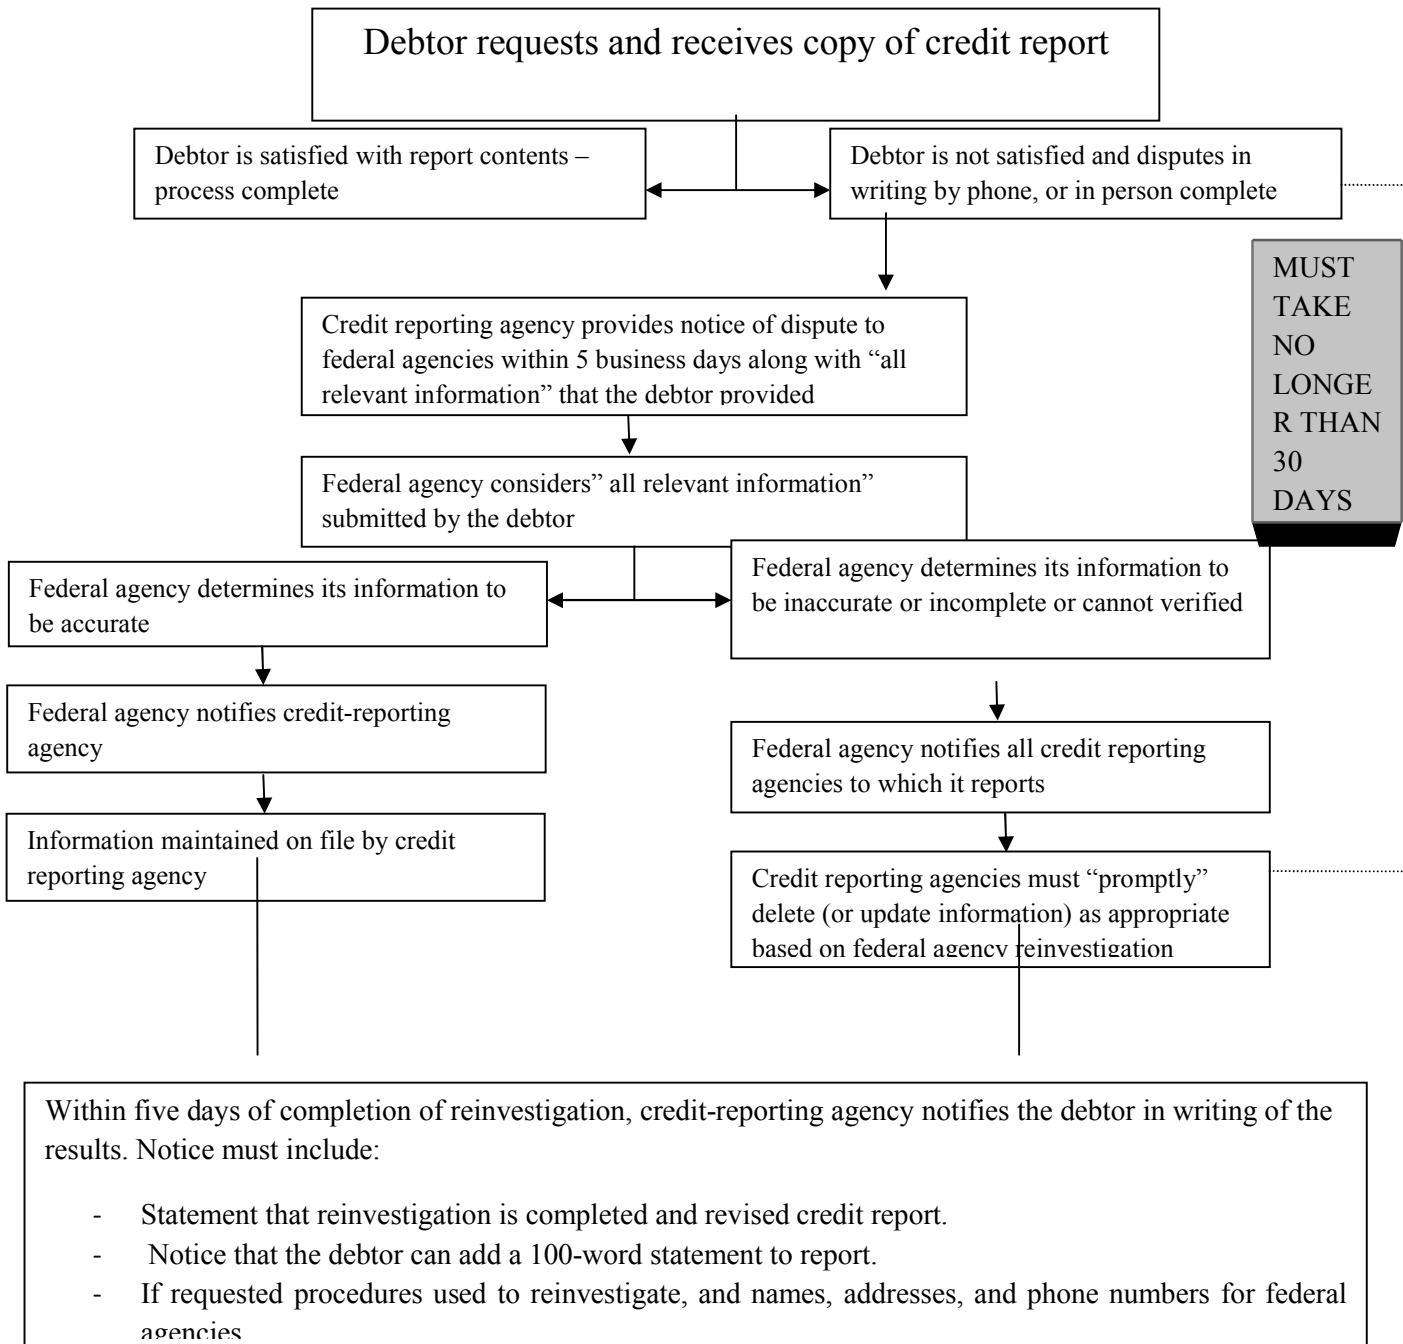 Debtor requests and receives copy of credit report
Debtor is satisfied with report contents –
process complete
Debtor is not satisfied and disputes in
writing by phone, or in person complete
MUST
TAKE
NO
LONGE
R THAN
30
DAYS
Credit reporting agency provides notice of dispute to
federal agencies within 5 business days along with “all
relevant information” that the debtor provided
Federal agency considers” all relevant information”
submitted by the debtor
Federal agency determines its information to
be accurate
Federal agency determines its information to
be inaccurate or incomplete or cannot verified
Federal agency notifies credit-reporting
agency
Federal agency notifies all credit reporting
agencies to which it reports
Information maintained on file by credit
reporting agency
Credit reporting agencies must “promptly”
delete (or update information) as appropriate
based on federal agency reinvestigation
Within five days of completion of reinvestigation, credit-reporting agency notifies the debtor in writing of the
results. Notice must include:
- Statement that reinvestigation is completed and revised credit report.
- Notice that the debtor can add a 100-word statement to report.
- If requested procedures used to reinvestigate, and names, addresses, and phone numbers for federal
agencies